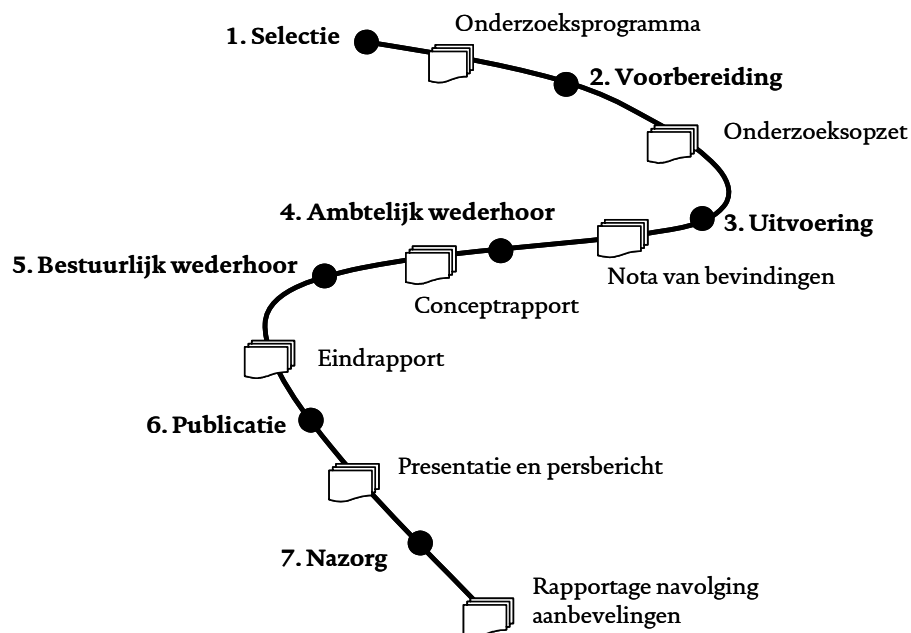 1. Selectie
Onderzoeksprogramma
2. Voorbereiding
Onderzoeksopzet
3. Uitvoering
Nota van bevindingen
4. Ambtelijk wederhoor
Conceptrapport
5. Bestuurlijk wederhoor
Eindrapport
6. Publicatie
Presentatie en persbericht
7. Nazorg
Rapportage navolging
aanbevelingen